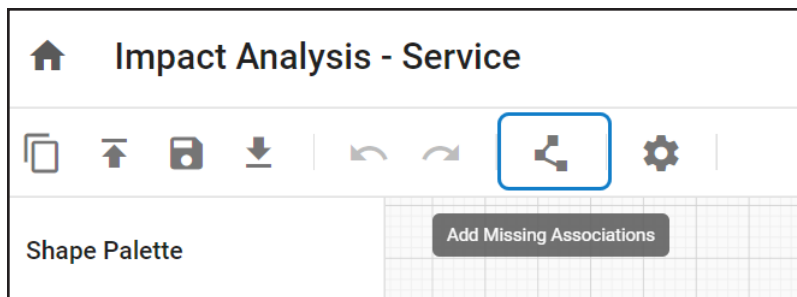 Impact Analysis - Service
Add Missing Associations
Shape Palette